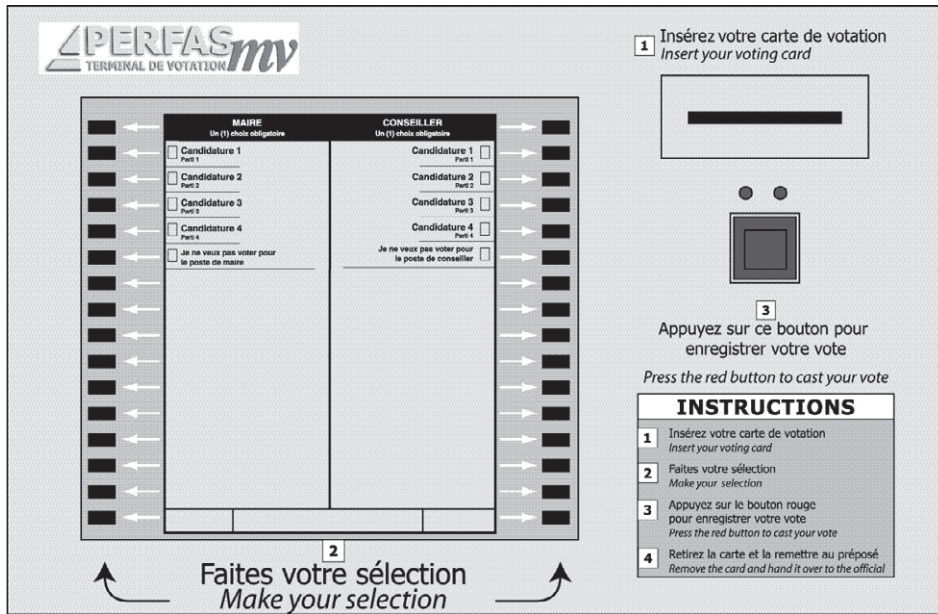 PERFAS mv
TERMINAL DE VOTATION
1 Insérez votre carte de votation
Insert your voting card
MAIRE
Un (1) choix obligatoire
Candidature 1
Parti 1
Candidature 2
Parti 2
Candidature 3
Parti 3
Candidature 4
Parti 4
Je ne veux pas voter pour
le poste de maire
CONSEILLER
Un (1) choix obligatoire
Candidature 1
Parti 1
Candidature 2
Parti 2
Candidature 3
Parti 3
Candidature 4
Parti 4
Je ne veux pas voter pour
le poste de conseiller
2
Faites votre sélection
Make your selection
3
Appuyez sur ce bouton pour
enregistrer votre vote
Press the red button to cast your vote
INSTRUCTIONS
1 Insérez votre carte de votation
Insert your voting card
2 Faites votre sélection
Make your selection
3 Appuyez sur le bouton rouge
pour enregistrer votre vote
Press the red button to cast your vote
4 Retirez la carte et la remettre au préposé
Remove the card and hand it over to the official